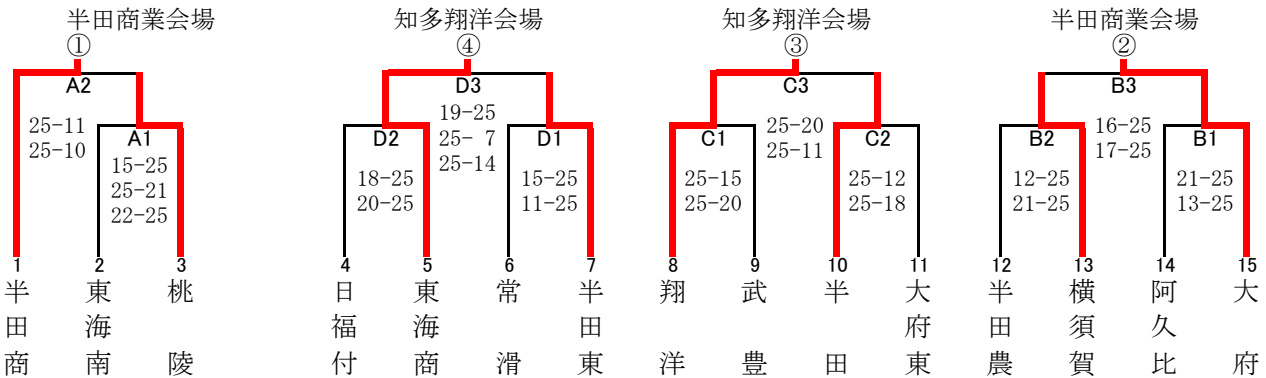 半田商業会場 知多翔洋会場 知多翔洋会場 半田商業会場
① ④ ③ ②
A2 D3 C3 B3
25-11
25-10
A1
15-25
25-21
22-25
19-25
25- 7
25-14
D2
18-25
20-25
D1
15-25
11-25
25-20
25-11
C1
25-15
25-20
C2
25-12
25-18
16-25
17-25
B2
12-25
21-25
B1
21-25
13-25
1 2 3 4 5 6 7 8 9 10 11 12 13 14 15
半田商
東海南
桃陵
日福付
東海商
常滑
半田東
翔洋
武豊
半田
大府東
半田農
横須賀
阿久比
大府